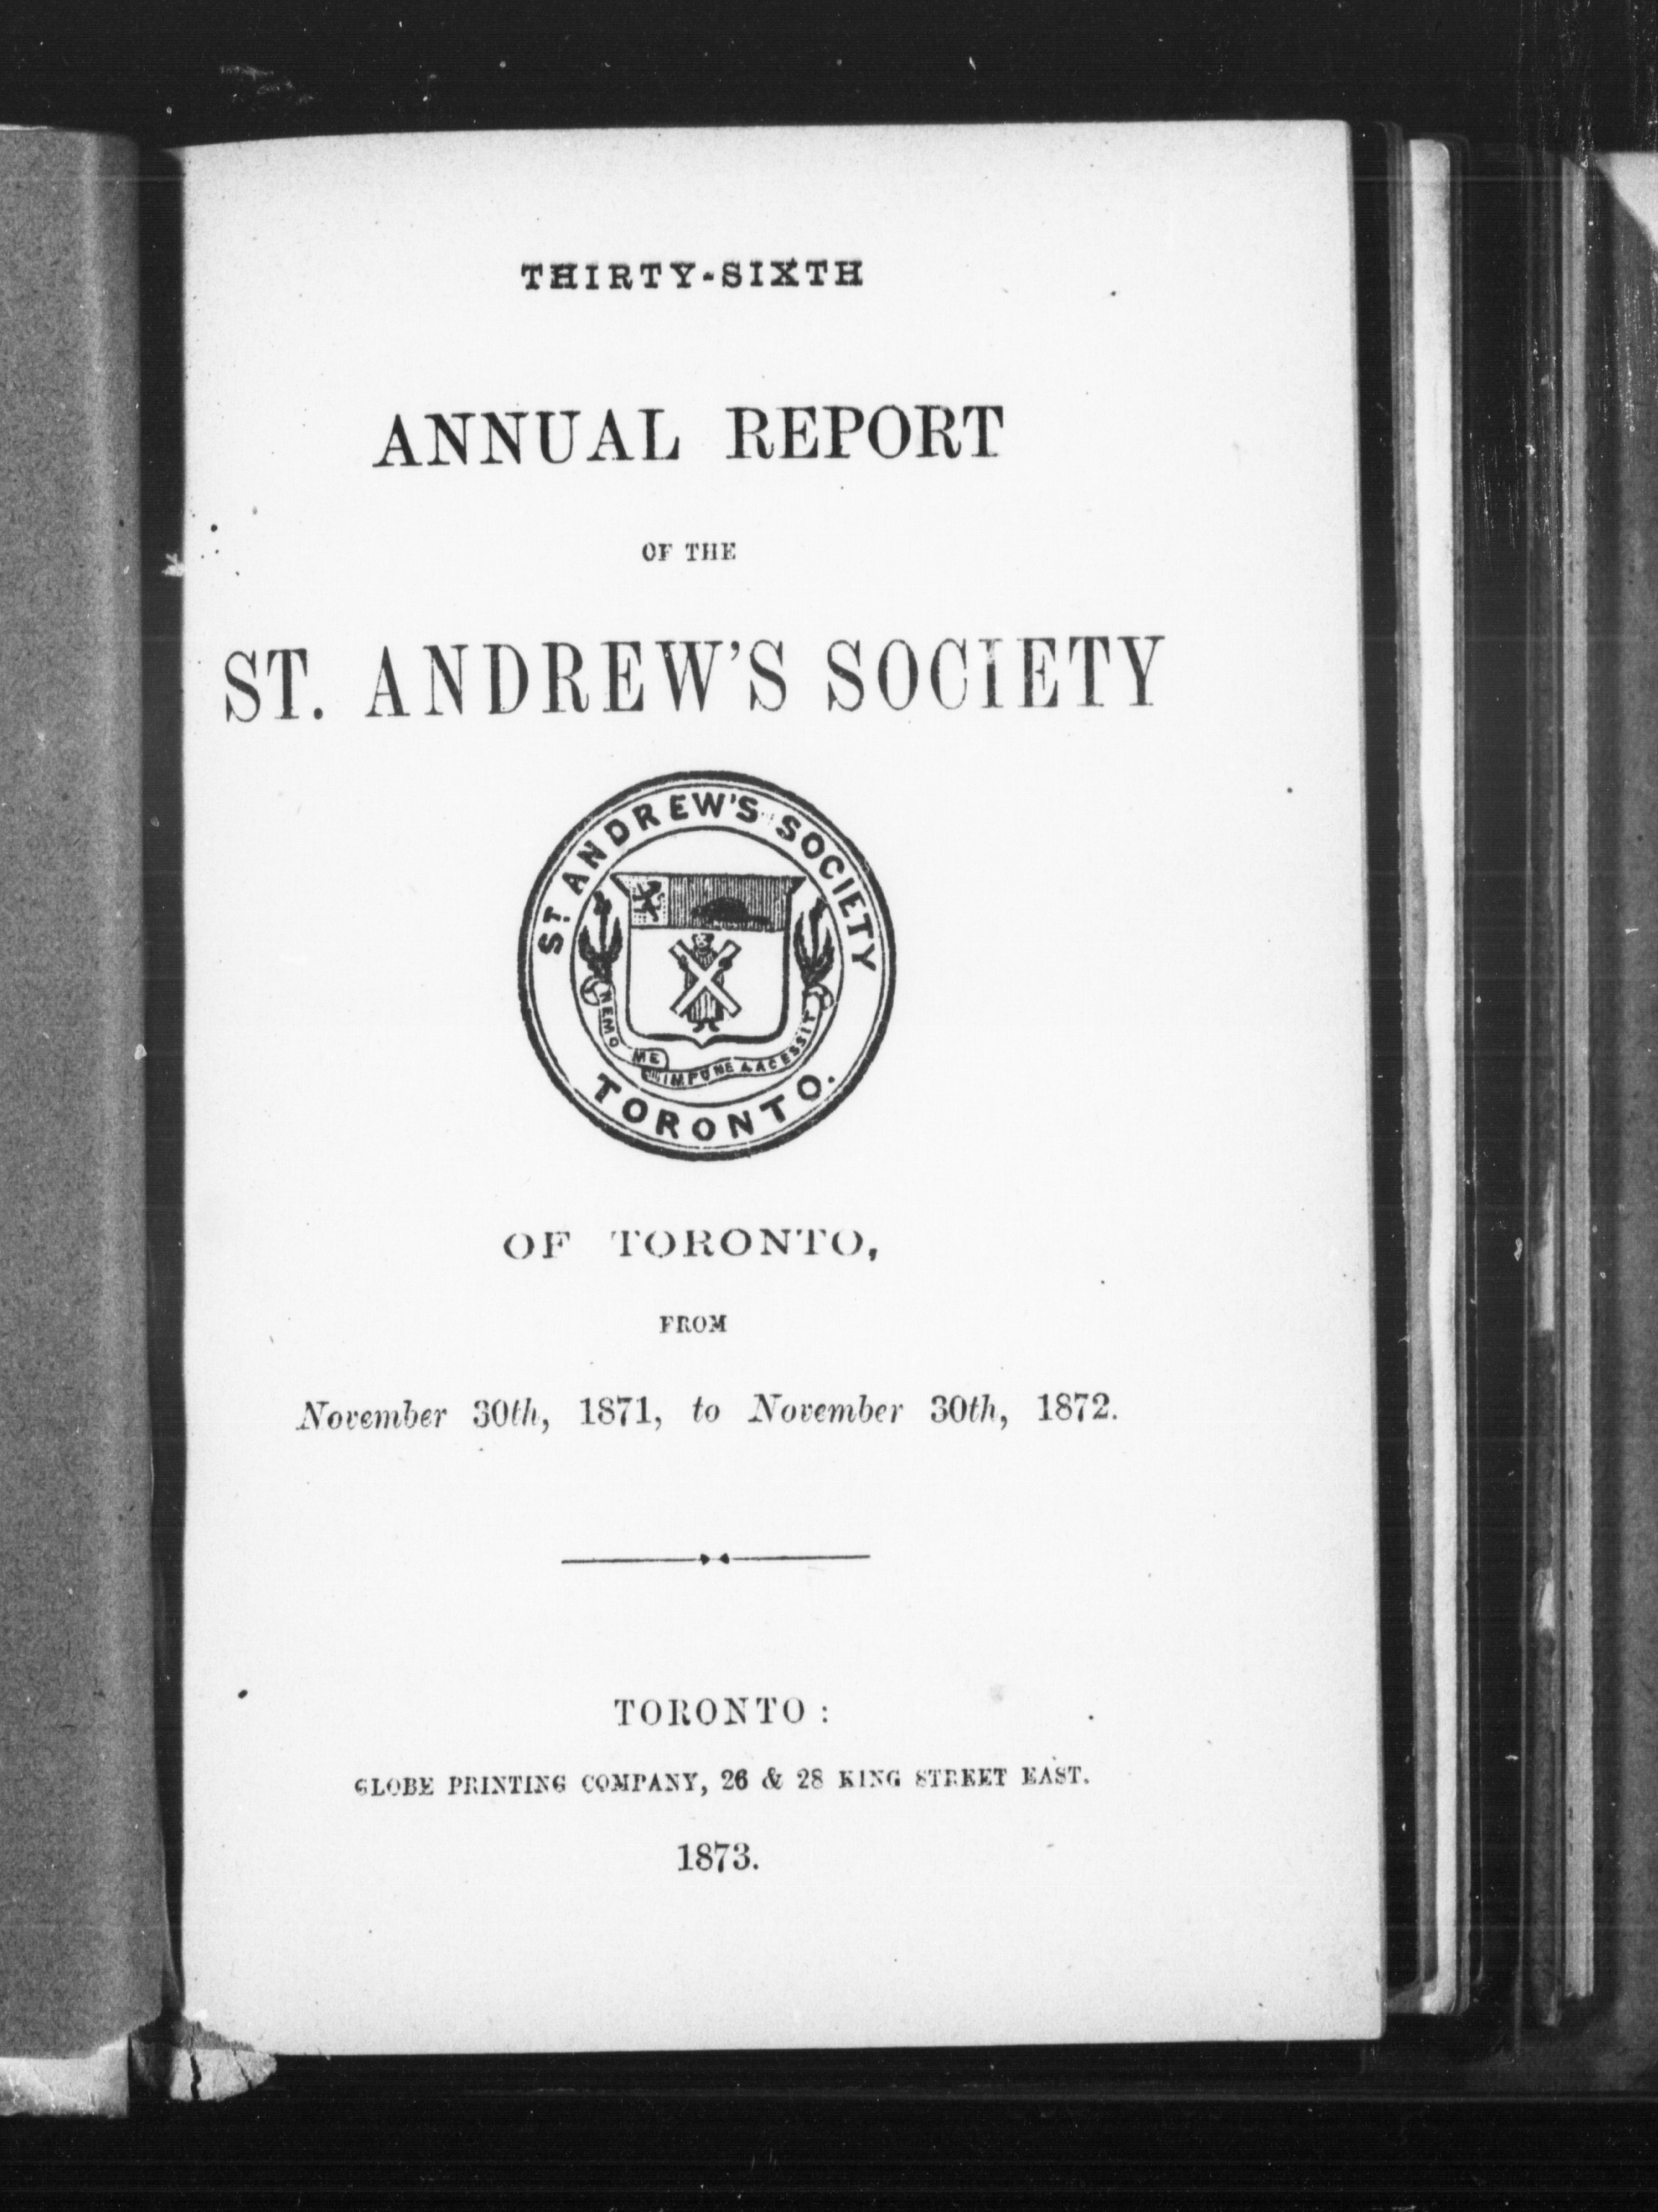 THIRTY-SIXTH
ANNUAL REPORT
OF THE
ST. ANDREW'S SOCIETY
ST. ANDREW'S SOCIETY
NEMO ME IMPUNE LACESSIT
TORONTO.
OF TORONTO,
FROM
November 30th, 1871, to November 30th, 1872.
TORONTO :
GLOBE PRINTING COMPANY, 26 & 28 KING STREET EAST.
1873.